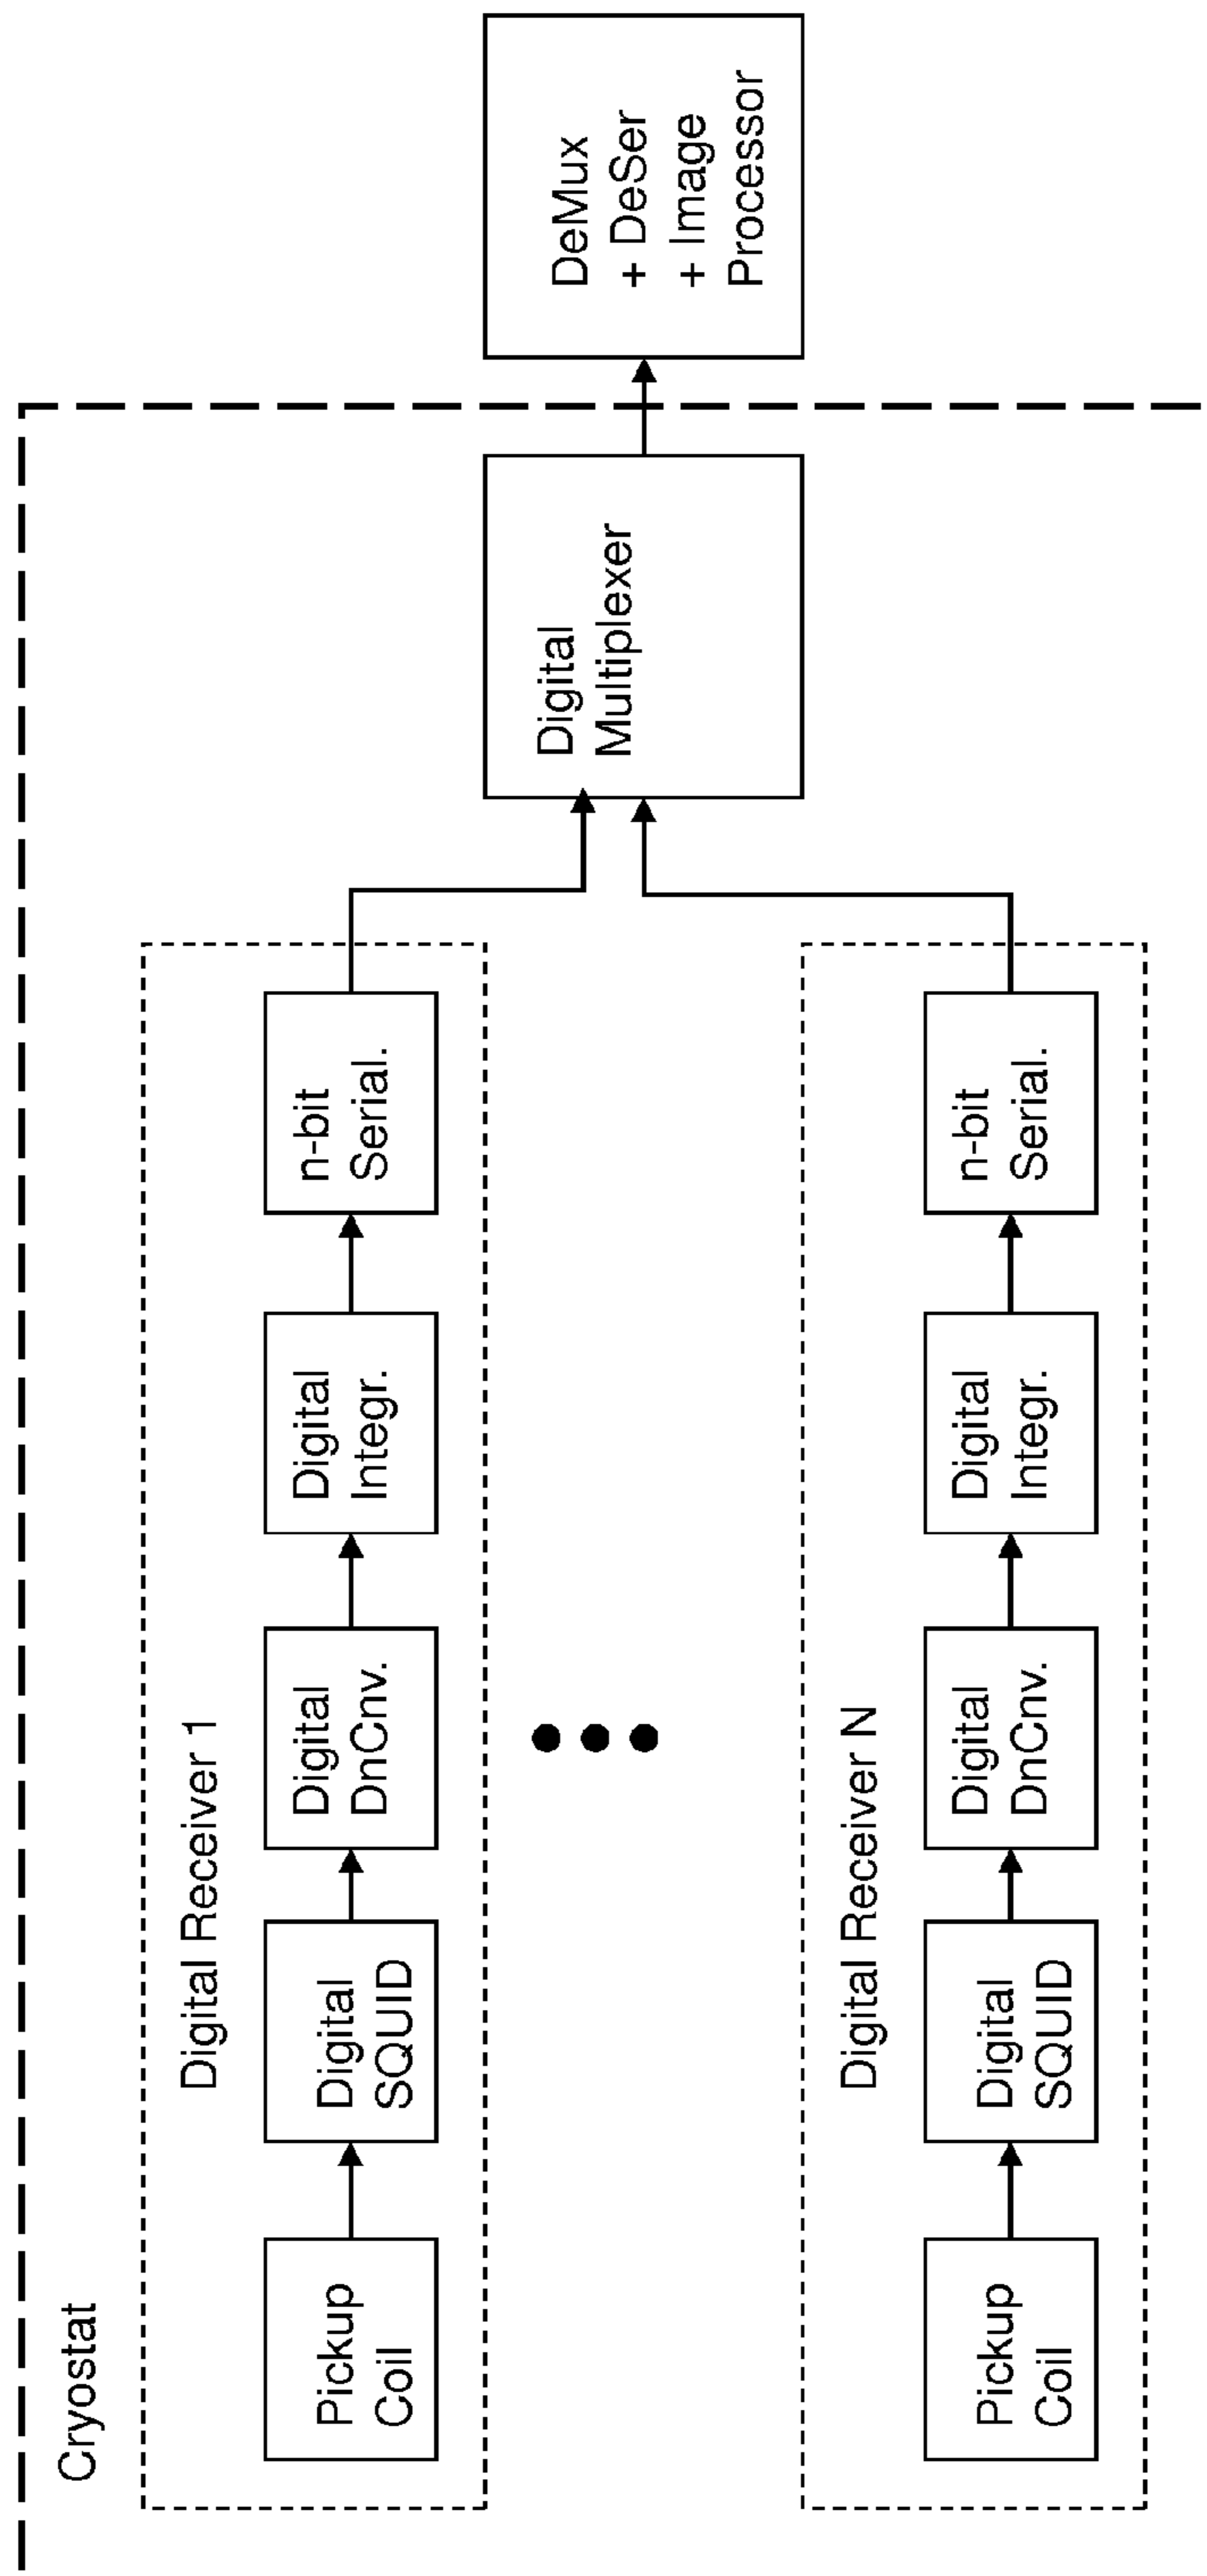 Cryostat
Digital Receiver 1
Pickup
Coil
Digital
SQUID
Digital
DnCnv.
Digital
Integr.
n-bit
Serial.
Digital Receiver N
Pickup
Coil
Digital
SQUID
Digital
DnCnv.
Digital
Integr.
n-bit
Serial.
Digital
Multiplexer
DeMux
+ DeSer
+ Image
Processor